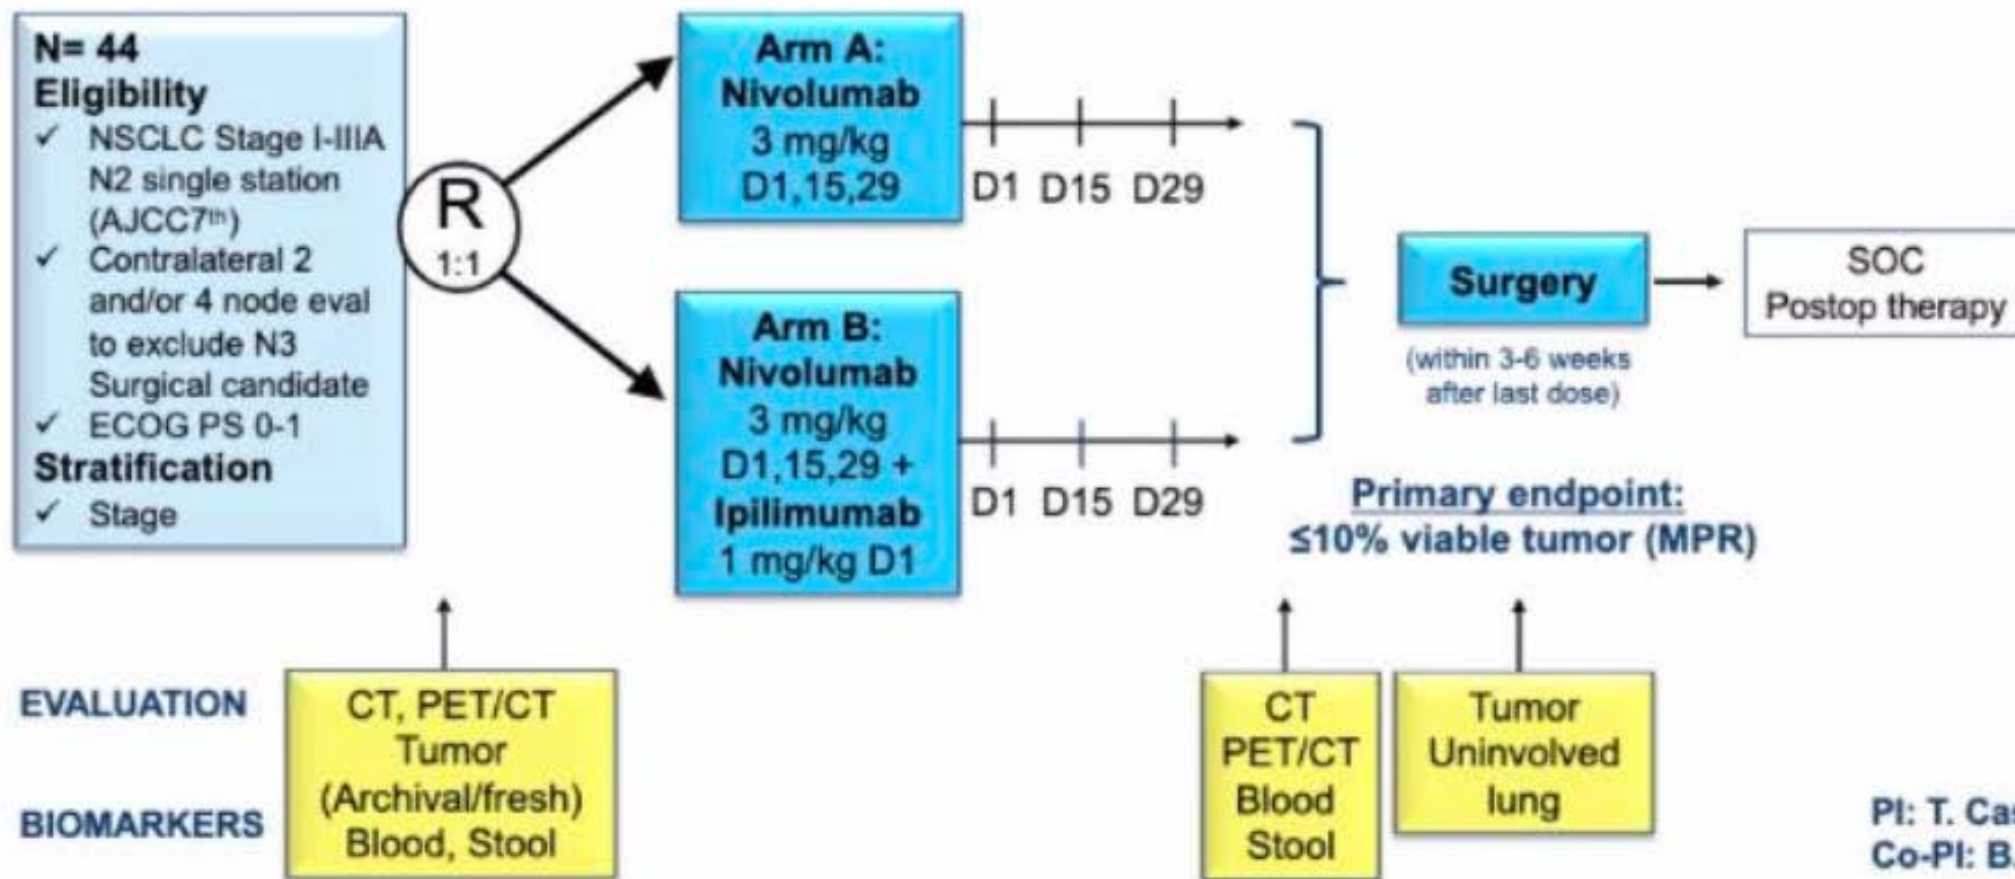 N= 44
Eligibility
✓ NSCLC Stage I-IIIA
N2 single station
(AJCC7th)
✓ Contralateral 2
and/or 4 node eval
to exclude N3
Surgical candidate
✓ ECOG PS 0-1
Stratification
✓ Stage
R
1:1
Arm A:
Nivolumab
3 mg/kg
D1,15,29
D1 D15 D29
Arm B:
Nivolumab
3 mg/kg
D1,15,29 +
Ipilimumab
1 mg/kg D1
D1 D15 D29
Surgery
(within 3-6 weeks
after last dose)
SOC
Postop therapy
Primary endpoint:
≤10% viable tumor (MPR)
EVALUATION
BIOMARKERS
CT, PET/CT
Tumor
(Archival/fresh)
Blood, Stool
CT
PET/CT
Blood
Stool
Tumor
Uninvolved
lung
PI: T.
Co-PI: B.